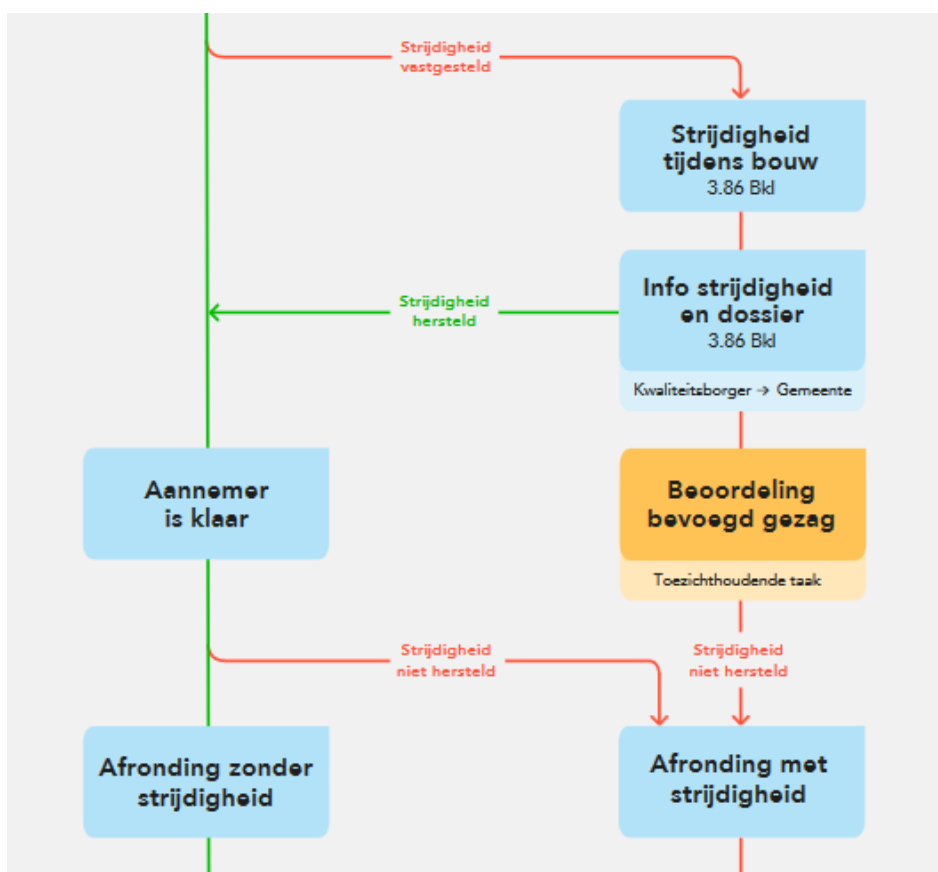 Strijdigheid
vastgesteld
Strijdigheid
tijdens bouw
3.86 Bkl
Info strijdigheid
en dossier
3.86 Bkl
Kwaliteitsborger → Gemeente
Strijdigheid
hersteld
Aannemer
is klaar
Beoordeling
bevoegd gezag
Toezichthoudende taak
Strijdigheid
niet hersteld
Strijdigheid
niet hersteld
Afronding zonder
strijdigheid
Afronding met
strijdigheid